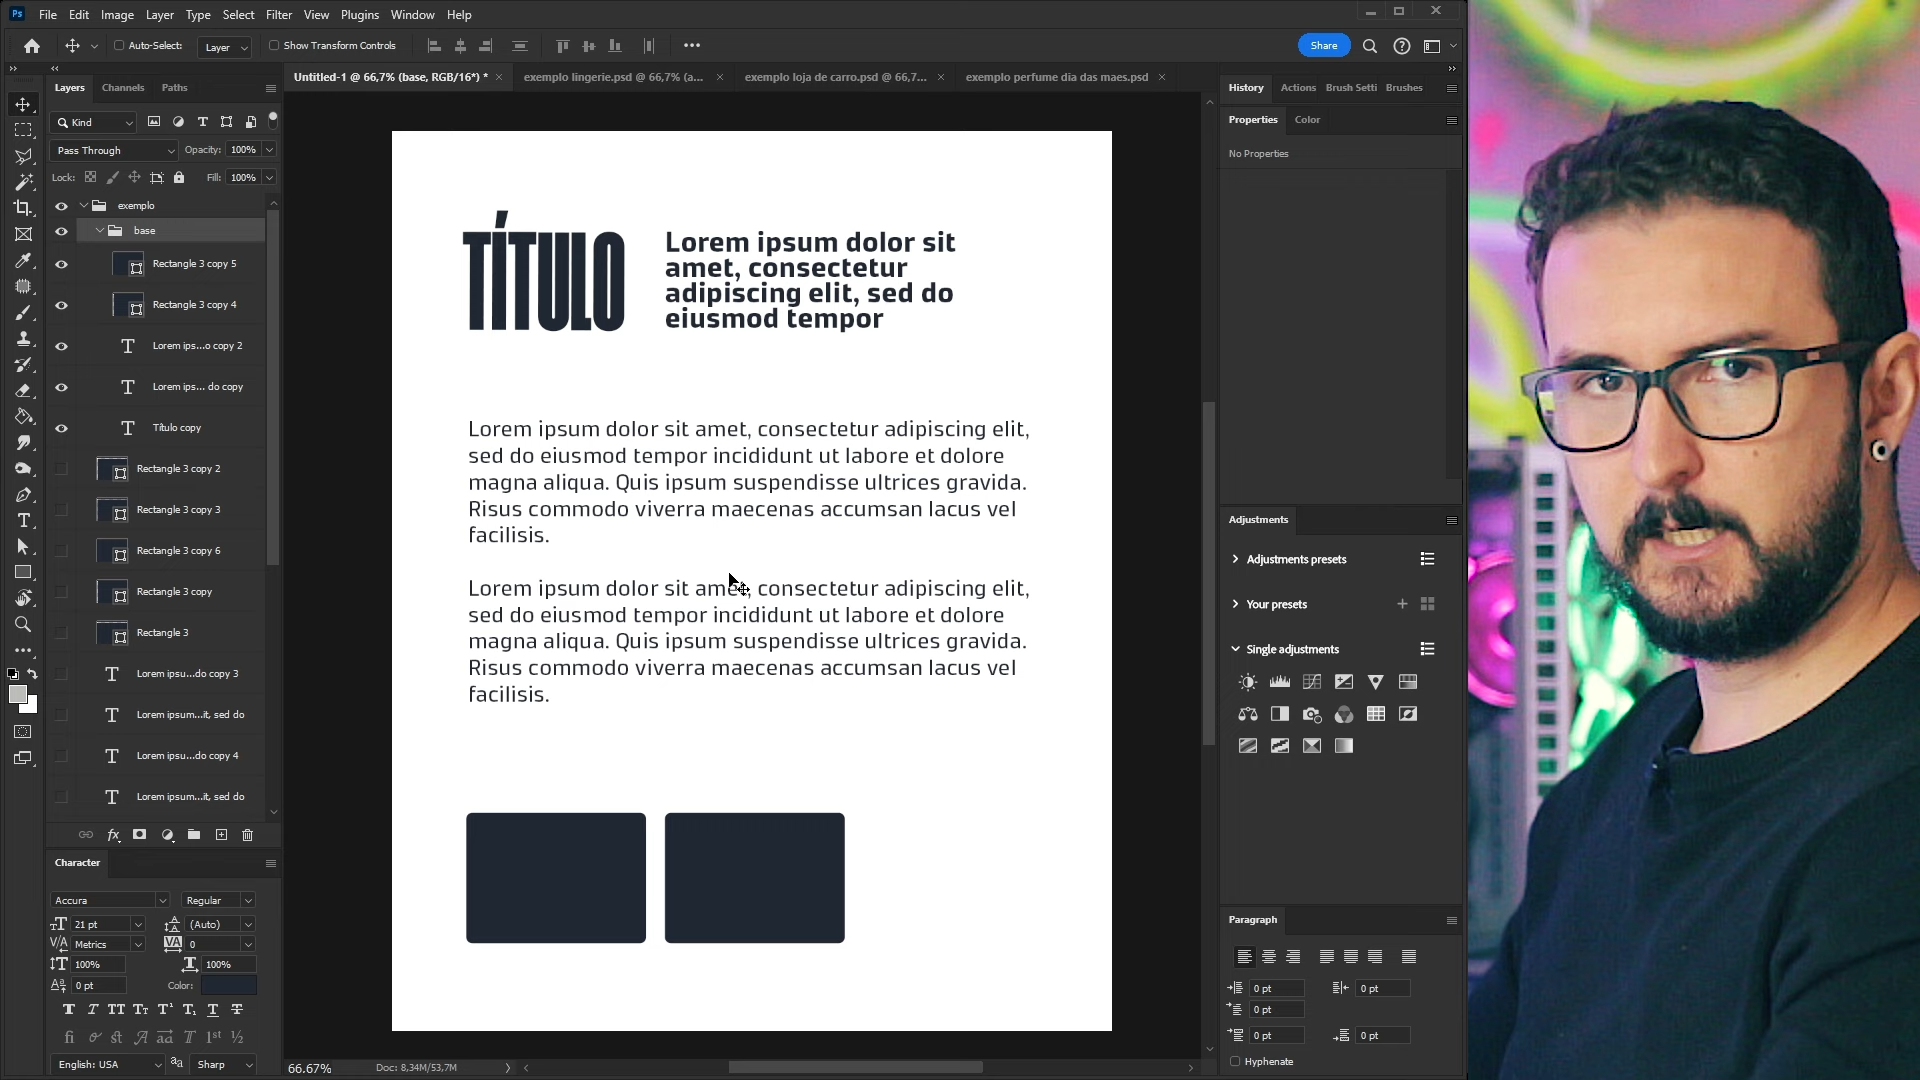 Ps File Edit Image Layer Type Select Filter View Plugins Window Help
Auto-Select: Layer Show Transform Controls Share
Untitled-1 @ 66,7% (base, RGB/16*) * × exemplo lingerie.psd @ 66,7% (a... × exemplo loja de carro.psd @ 66,7... × exemplo perfume dia das maes.psd ×
Layers Channels Paths
Kind
Pass Through Opacity: 100%
Lock: Fill: 100%
exemplo
base
Rectangle 3 copy 5
Rectangle 3 copy 4
Lorem ips...o copy 2
Lorem ips... do copy
Título copy
Rectangle 3 copy 2
Rectangle 3 copy 3
Rectangle 3 copy 6
Rectangle 3 copy
Rectangle 3
Lorem ipsu...do copy 3
Lorem ipsum...it, sed do
Lorem ipsu...do copy 4
Lorem ipsum...it, sed do
fx
Character
Accura Regular
21 pt (Auto)
Metrics 0
100% 100%
0 pt Color:
English: USA aa Sharp
TÍTULO
Lorem ipsum dolor sit
amet, consectetur
adipiscing elit, sed do
eiusmod tempor
Lorem ipsum dolor sit amet, consectetur adipiscing elit,
sed do eiusmod tempor incididunt ut labore et dolore
magna aliqua. Quis ipsum suspendisse ultrices gravida.
Risus commodo viverra maecenas accumsan lacus vel
facilisis.
Lorem ipsum dolor sit amet, consectetur adipiscing elit,
sed do eiusmod tempor incididunt ut labore et dolore
magna aliqua. Quis ipsum suspendisse ultrices gravida.
Risus commodo viverra maecenas accumsan lacus vel
facilisis.
66.67% Doc: 8,34M/53,7M
History Actions Brush Setti Brushes
Properties Color
No Properties
Adjustments
Adjustments presets
Your presets
Single adjustments
Paragraph
0 pt 0 pt
0 pt
0 pt 0 pt
Hyphenate